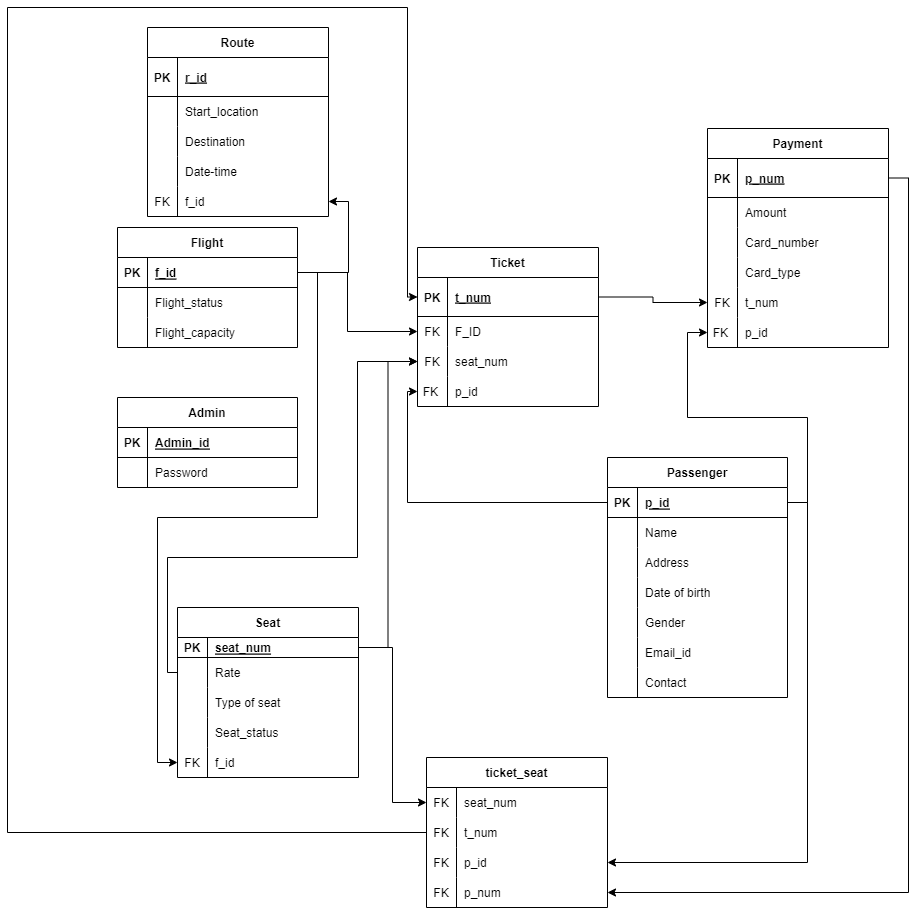 Route
PK r_id
Start_location
Destination
Date-time
FK f_id
Flight
PK f_id
Flight_status
Flight_capacity
Admin
PK Admin_id
Password
Seat
PK seat_num
Rate
Type of seat
Seat_status
FK f_id
Ticket
PK t_num
FK F_ID
FK seat_num
FK p_id
Payment
PK p_num
Amount
Card_number
Card_type
FK t_num
FK p_id
Passenger
PK p_id
Name
Address
Date of birth
Gender
Email_id
Contact
ticket_seat
FK seat_num
FK t_num
FK p_id
FK p_num